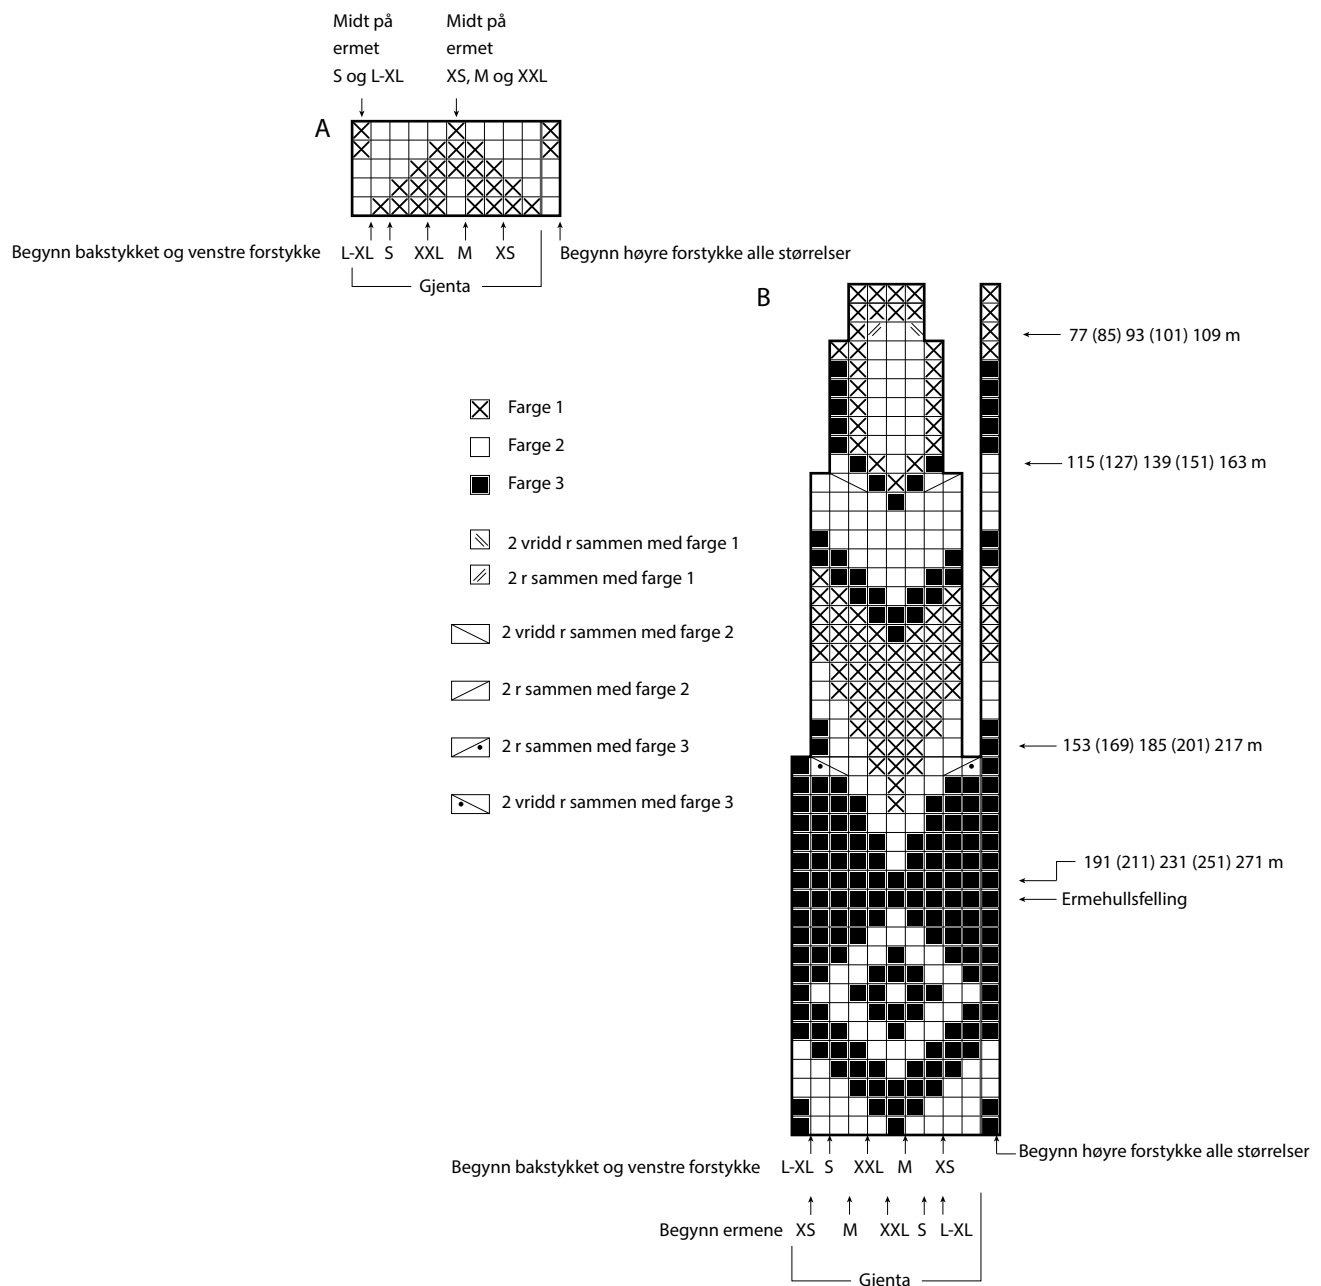 Midt på
ermet
S og L-XL
Midt på
ermet
XS, M og XXL
A
Begynn bakstykket og venstre forstykke L-XL S XXL M XS Begynn høyre forstykke alle størrelser
Gjenta
B
77 (85) 93 (101) 109 m
Farge 1
Farge 2
Farge 3
115 (127) 139 (151) 163 m
2 vridd r sammen med farge 1
2 r sammen med farge 1
2 vridd r sammen med farge 2
2 r sammen med farge 2
2 r sammen med farge 3
2 vridd r sammen med farge 3
153 (169) 185 (201) 217 m
191 (211) 231 (251) 271 m
Ermehullsfelling
Begynn høyre forstykke alle størrelser
Begynn bakstykket og venstre forstykke L-XL S XXL M XS
Begynn ermene XS M XXL S L-XL
Gjenta